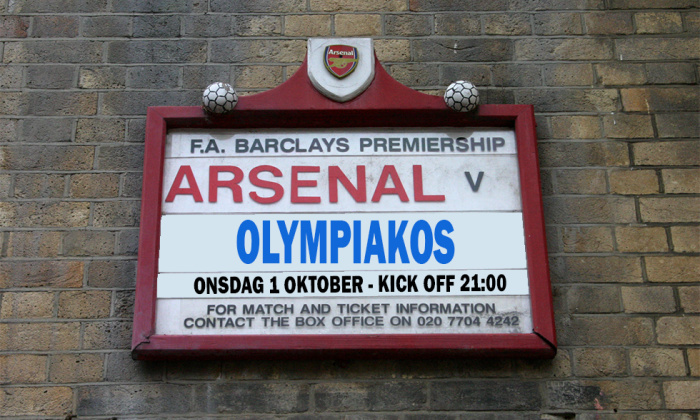 Arsenal
F.A. BARCLAYS PREMIERSHIP
ARSENAL V
OLYMPIAKOS
ONSDAG 1 OKTOBER - KICK OFF 21:00
FOR MATCH AND TICKET INFORMATION
CONTACT THE BOX OFFICE ON 020 7704 4242